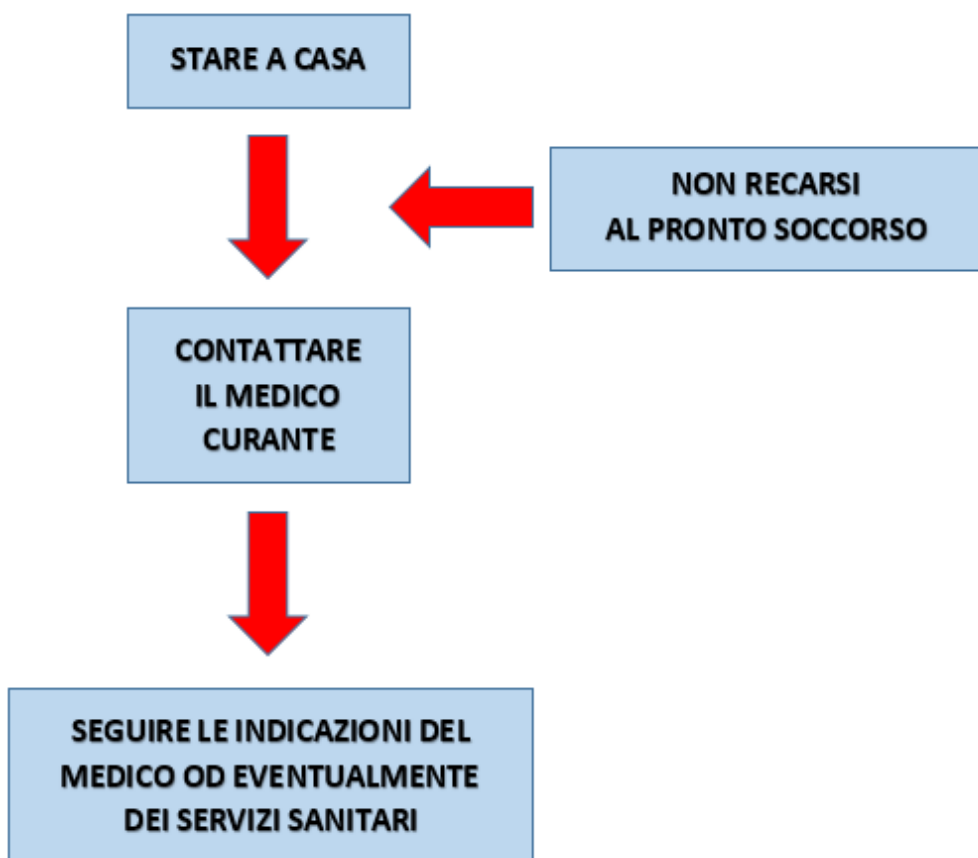 STARE A CASA
NON RECARSI
AL PRONTO SOCCORSO
CONTATTARE
IL MEDICO
CURANTE
SEGUIRE LE INDICAZIONI DEL
MEDICO OD EVENTUALMENTE
DEI SERVIZI SANITARI